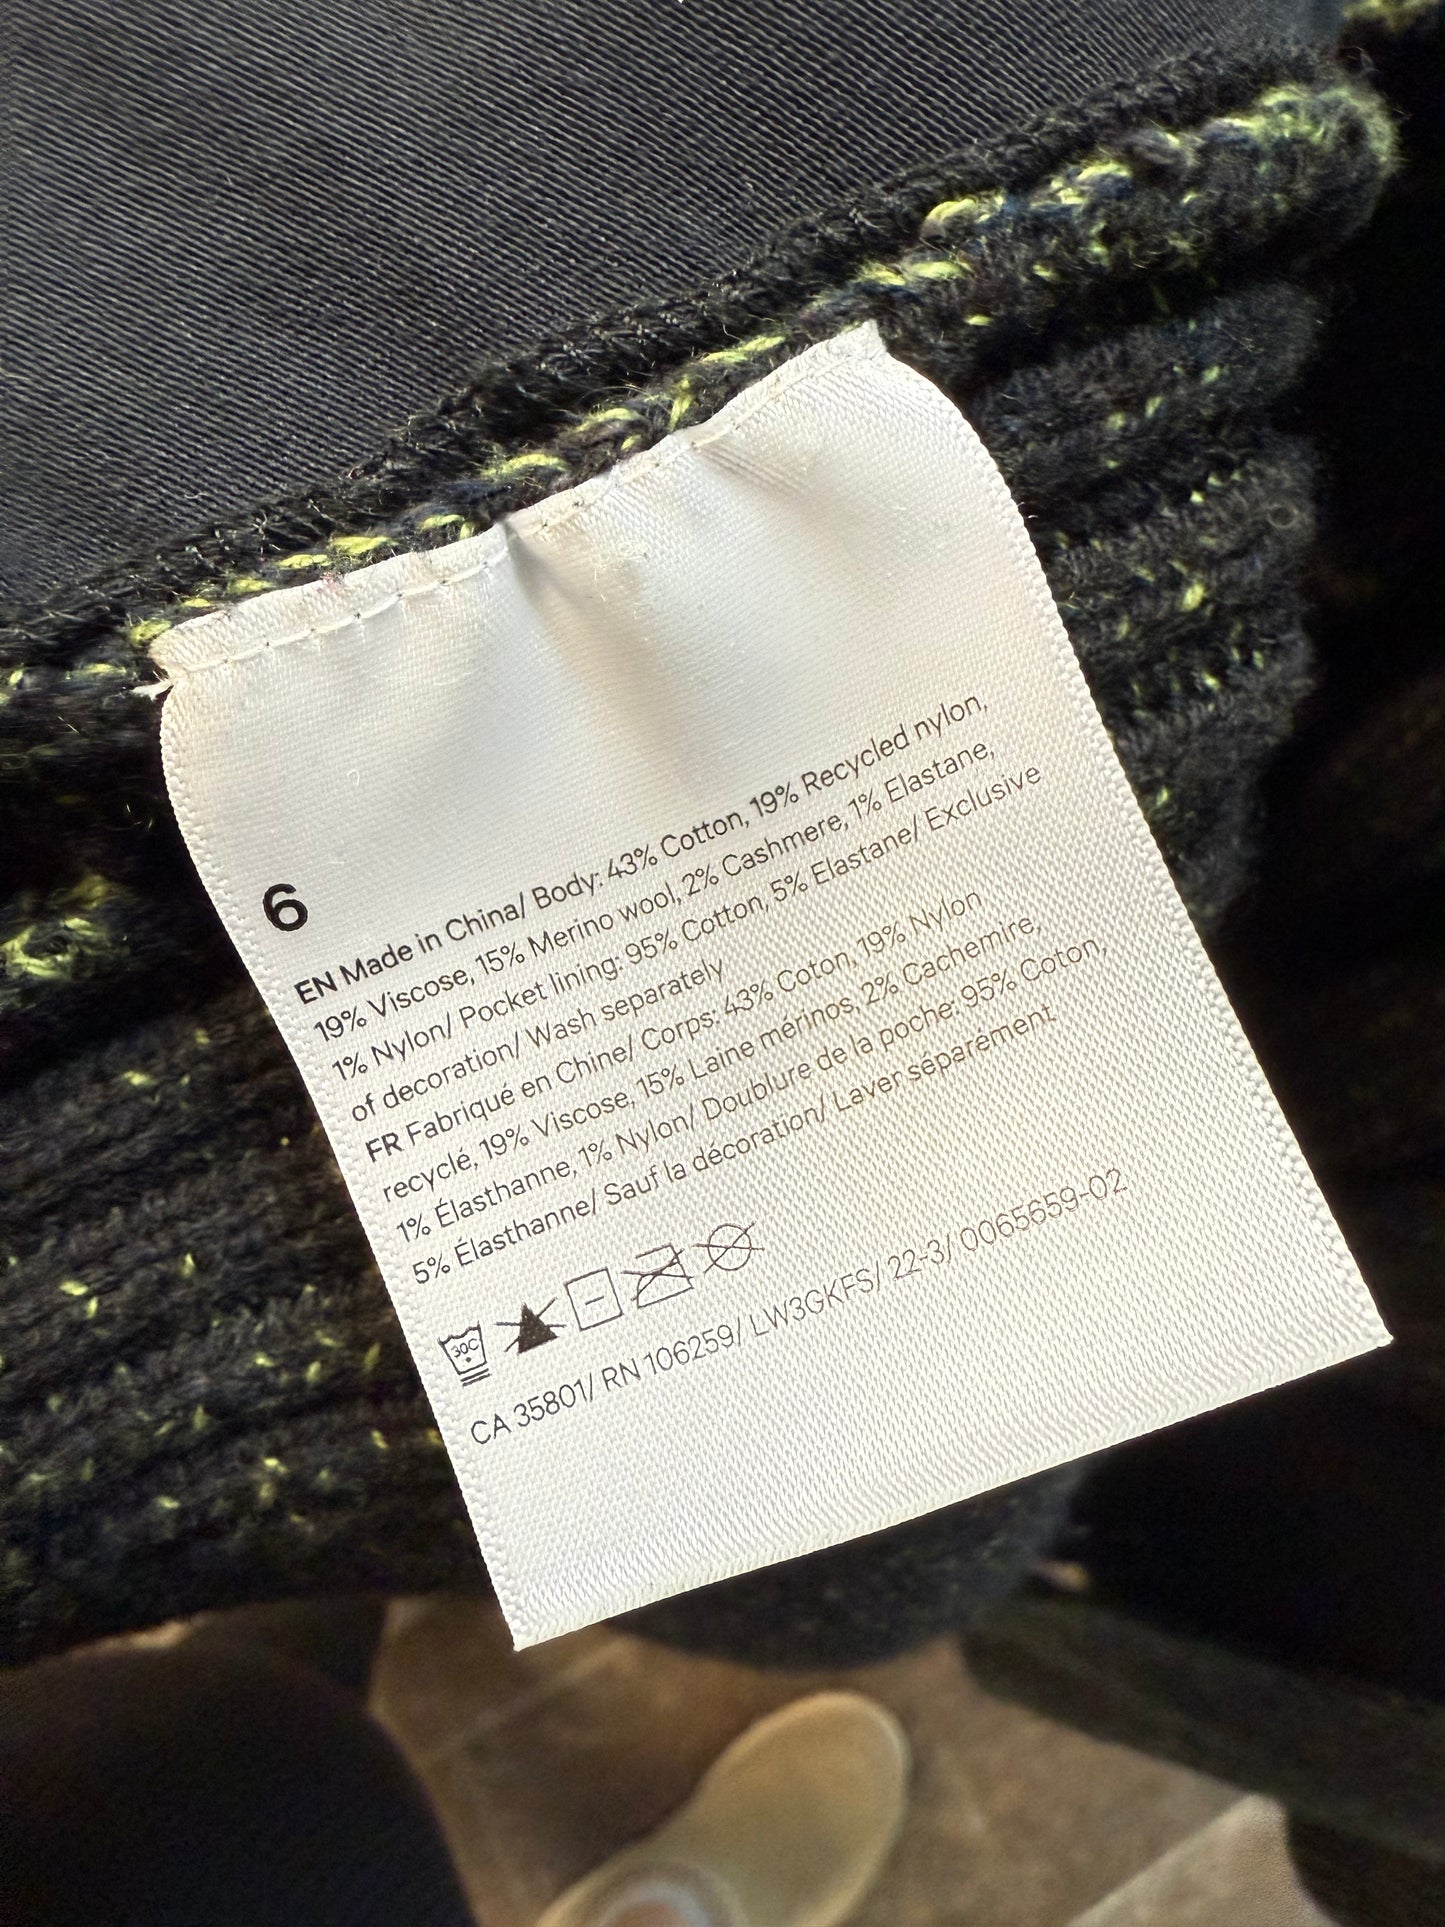 6
EN Made in China/ Body: 43% Cotton, 19% Recycled nylon,
19% Viscose, 15% Merino wool, 2% Cashmere, 1% Elastane,
1% Nylon/ Pocket lining: 95% Cotton, 5% Elastane/ Exclusive
of decoration/ Wash separately
FR Fabriqué en Chine/ Corps: 43% Coton, 19% Nylon
recyclé, 19% Viscose, 15% Laine mérinos, 2% Cachemire,
1% Élasthanne, 1% Nylon/ Doublure de la poche: 95% Coton,
5% Élasthanne/ Sauf la décoration/ Laver séparément
30C
CA 35801/ RN 106259/ LW3GKFS/ 22-3/ 0065659-02